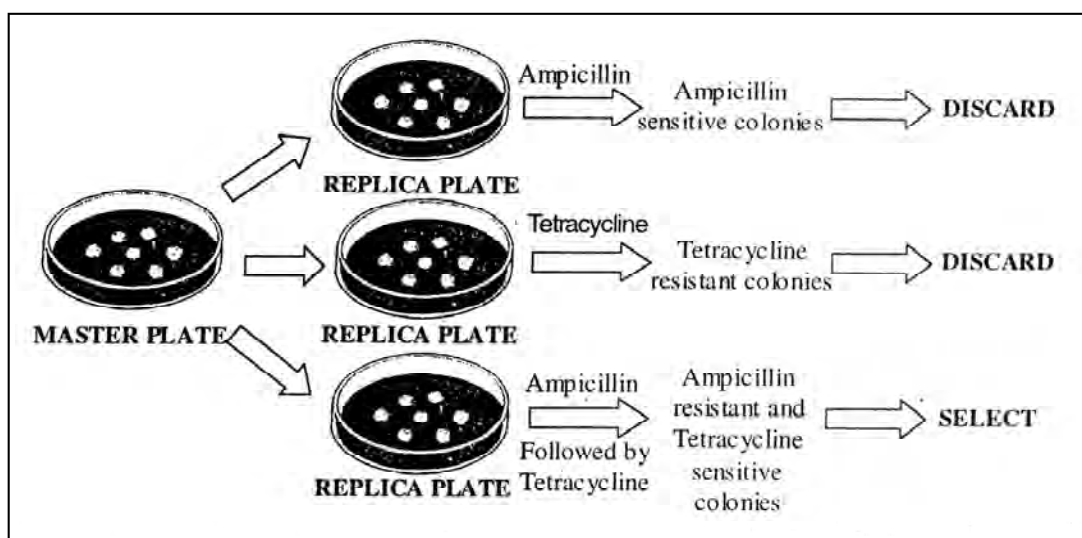 Ampicillin
Ampicillin
sensitive colonies
DISCARD
REPLICA PLATE
Tetracycline
Tetracycline
resistant colonies
DISCARD
MASTER PLATE
REPLICA PLATE
Ampicillin
Followed by
Tetracycline
Ampicillin
resistant and
Tetracycline
sensitive
colonies
SELECT
REPLICA PLATE